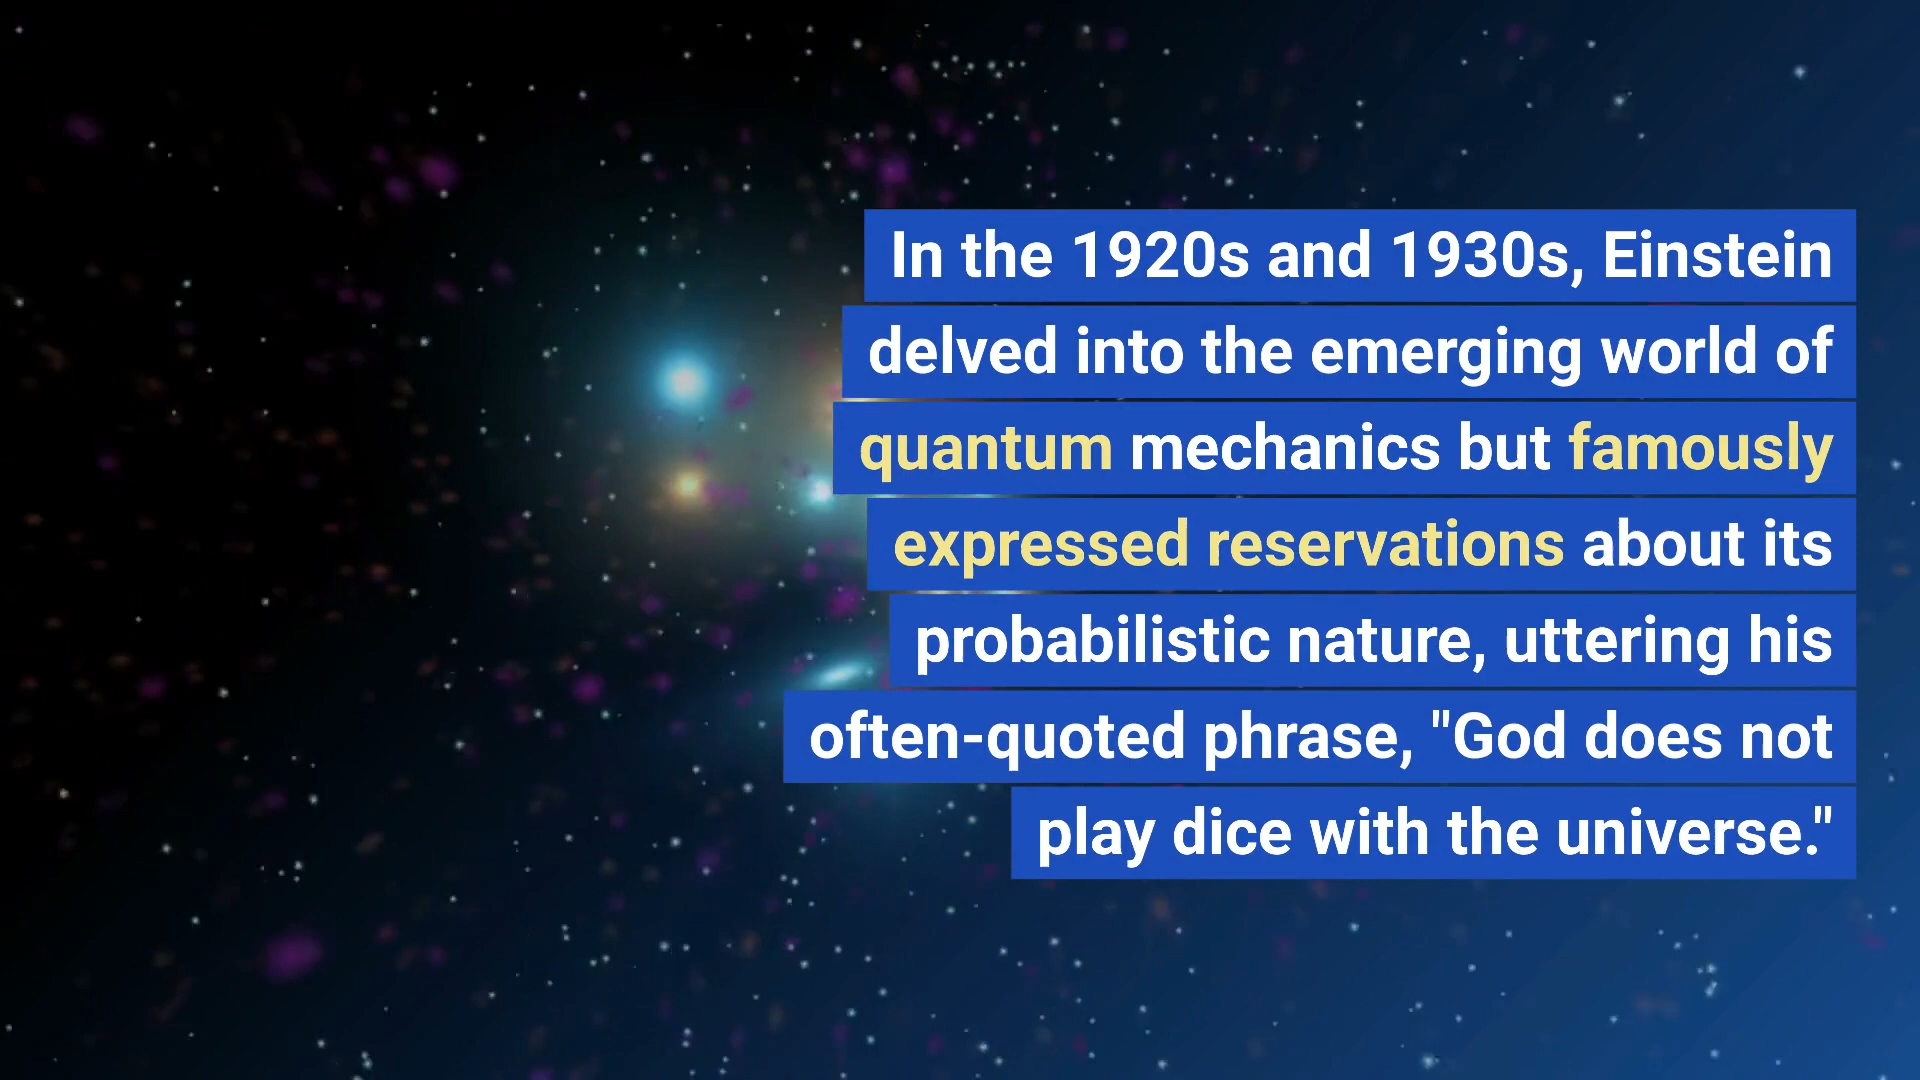 In the 1920s and 1930s, Einstein
delved into the emerging world of
quantum mechanics but famously
expressed reservations about its
probabilistic nature, uttering his
often-quoted phrase, "God does not
play dice with the universe."